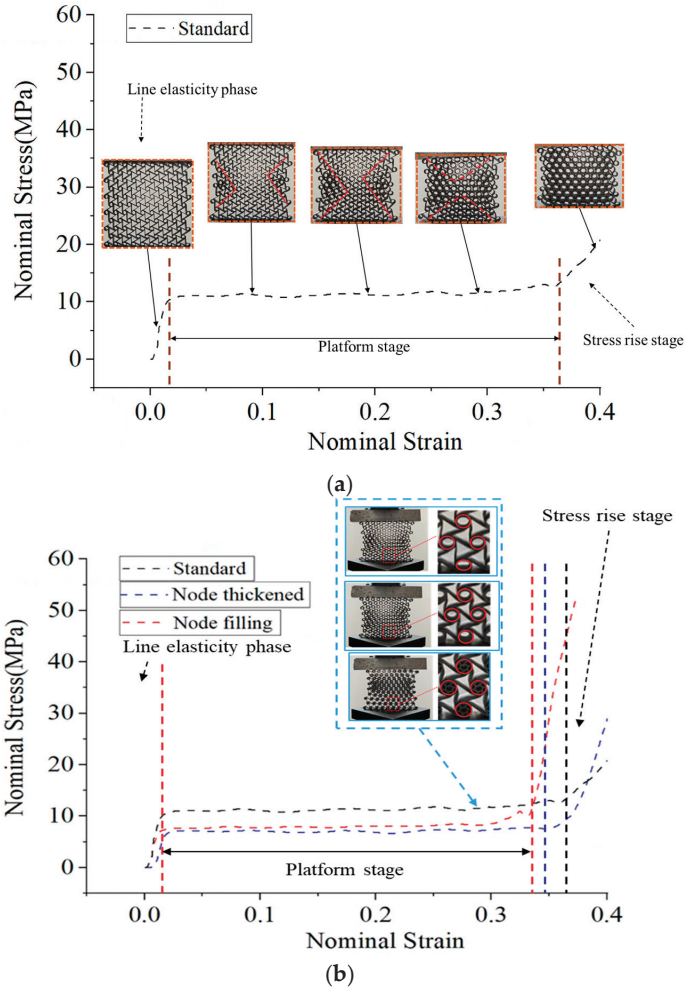 Standard
Line elasticity phase
Platform stage
Stress rise stage
Nominal Stress(MPa)
60
50
40
30
20
10
0
0.0 0.1 0.2 0.3 0.4
Nominal Strain
(a)
Stress rise stage
Standard
Node thickened
Node filling
Line elasticity phase
Platform stage
Nominal Stress(MPa)
60
50
40
30
20
10
0
0.0 0.1 0.2 0.3 0.4
Nominal Strain
(b)